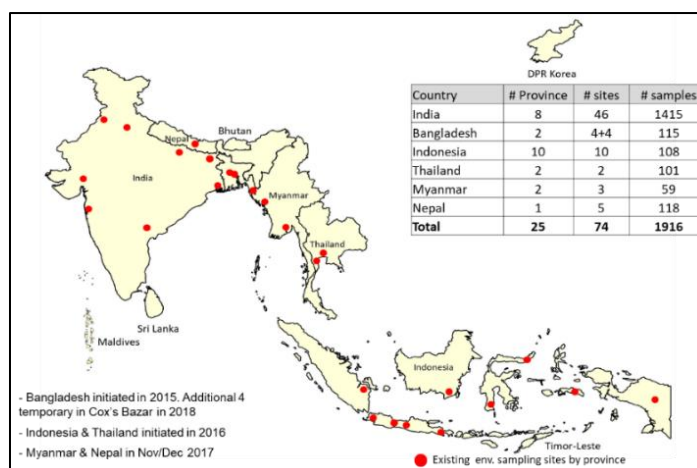 DPR Korea
Country # Province # sites # samples
India 8 46 1415
Bangladesh 2 4+4 115
Indonesia 10 10 108
Thailand 2 2 101
Myanmar 2 3 59
Nepal 1 5 118
Total 25 74 1916
Nepal
Bhutan
India
Myanmar
Thailand
Sri Lanka
Maldives
Indonesia
Timor-Leste
- Bangladesh initiated in 2015. Additional 4
temporary in Cox's Bazar in 2018
- Indonesia & Thailand initiated in 2016
- Myanmar & Nepal in Nov/Dec 2017
Existing env. sampling sites by province